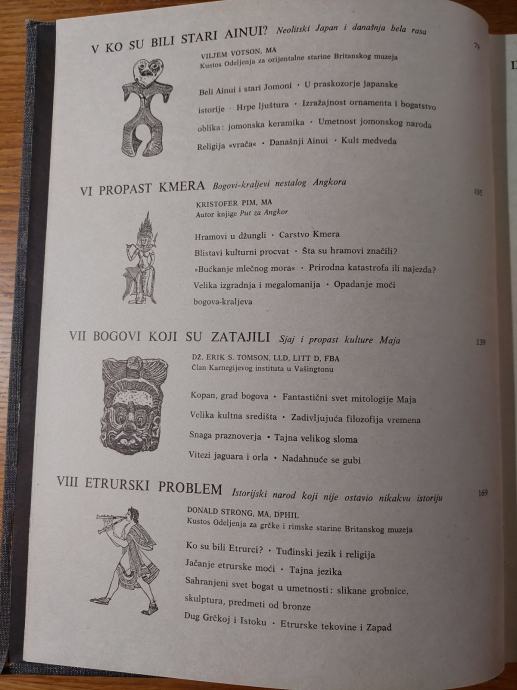 V KO SU BILI STARI AINUI? Neolitski Japan i današnja bela rasa
VILJEM VOTSON, MA
Kustos Odeljenja za orijentalne starine Britanskog muzeja
Beli Ainui i stari Jomoni · U praskozorje japanske
istorije · Hrpe ljuštura · Izražajnost ornamenta i bogatstvo
oblika: jomonska keramika · Umetnost jomonskog naroda
Religija »vrača« · Današnji Ainui · Kult medveda
VI PROPAST KMERA Bogovi-kraljevi nestalog Angkora
KRISTOFER PIM, MA
Autor knjige Put za Angkor
Hramovi u džungli · Carstvo Kmera
Blistavi kulturni procvat · Šta su hramovi značili?
»Bućkanje mlečnog mora« · Prirodna katastrofa ili najezda?
Velika izgradnja i megalomanija · Opadanje moći
bogova-kraljeva
VII BOGOVI KOJI SU ZATAJILI Sjaj i propast kulture Maja 139
DŽ. ERIK S. TOMSON, LLD, LITT D, FBA
Član Karnegijevog instituta u Vašingtonu
Kopan, grad bogova · Fantastični svet mitologije Maja
Velika kultna središta · Zadivljujuća filozofija vremena
Snaga praznoverja · Tajna velikog sloma
Vitezi jaguara i orla · Nadahnuće se gubi
VIII ETRURSKI PROBLEM Istorijski narod koji nije ostavio nikakvu istoriju 169
DONALD STRONG, MA, DPHIL
Kustos Odeljenja za grčke i rimske starine Britanskog muzeja
Ko su bili Etrurci? · Tuđinski jezik i religija
Jačanje etrurske moći · Tajna jezika
Sahranjeni svet bogat u umetnosti: slikane grobnice,
skulptura, predmeti od bronze
Dug Grčkoj i Istoku · Etrurske tekovine i Zapad